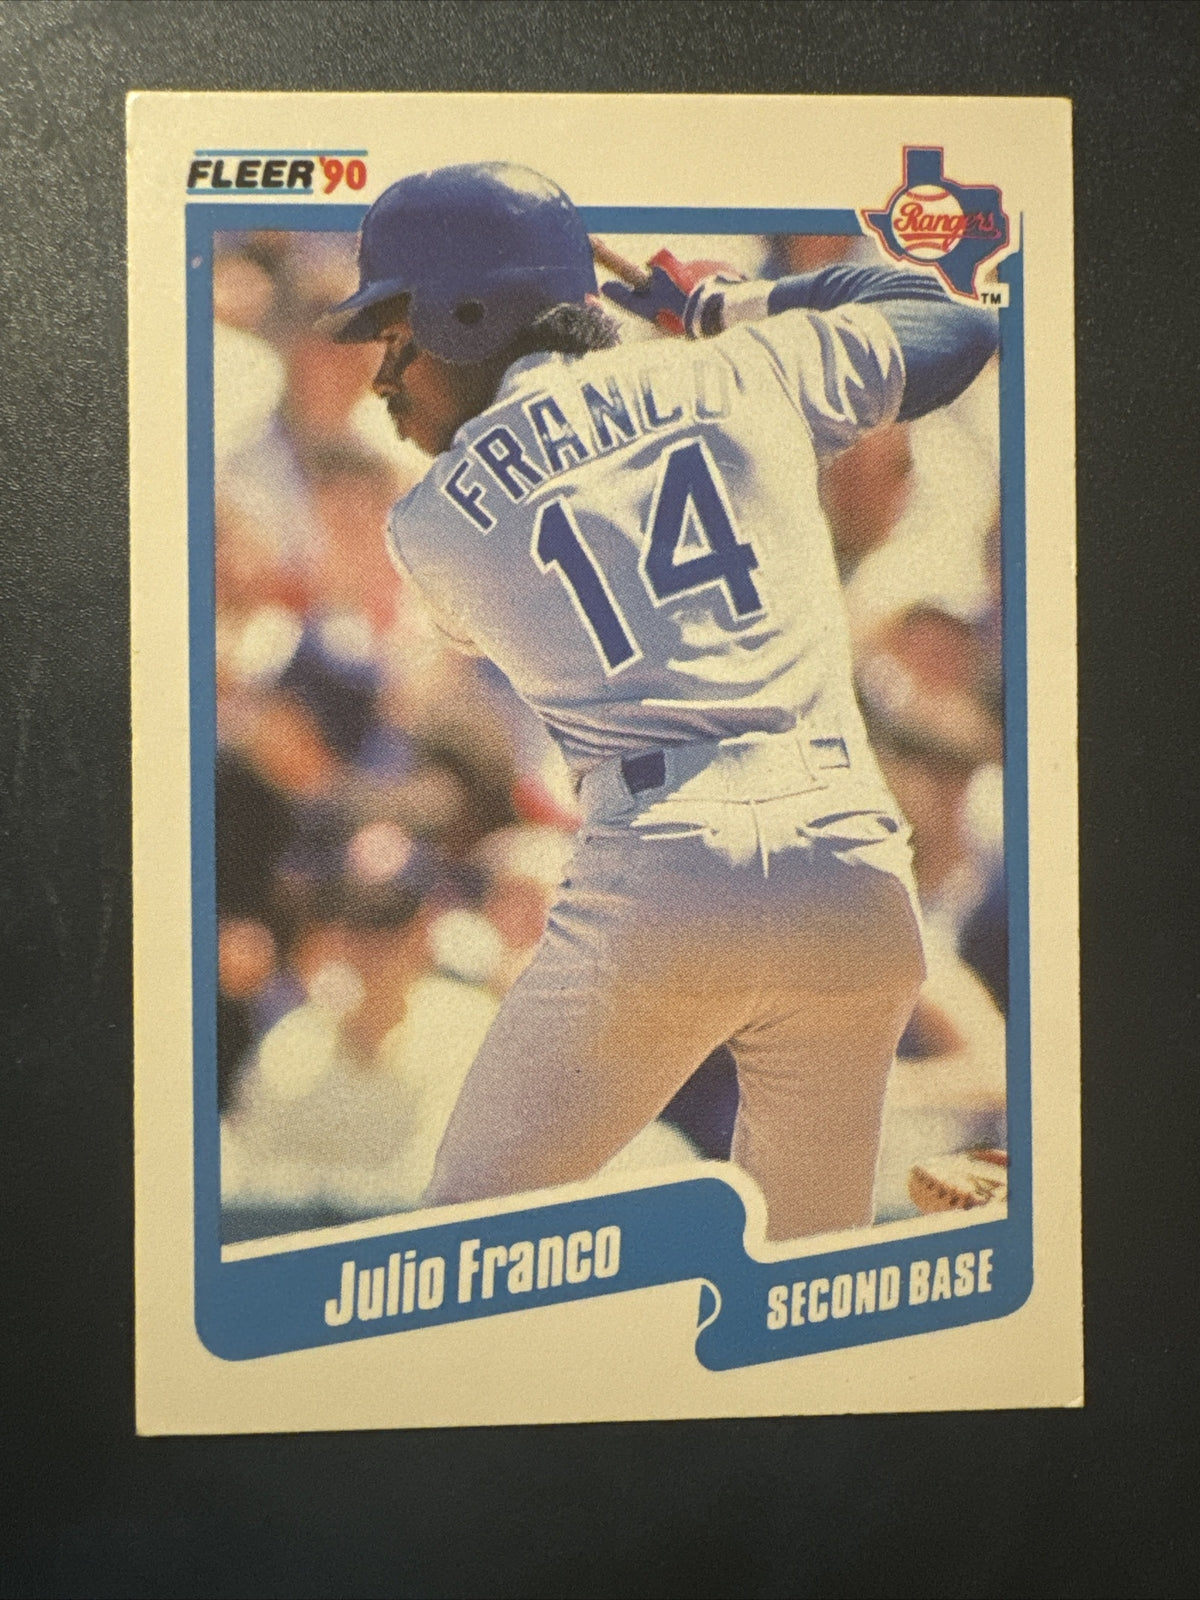 FLEER '90
Rangers
TM
FRANCO
14
Julio Franco
SECOND BASE